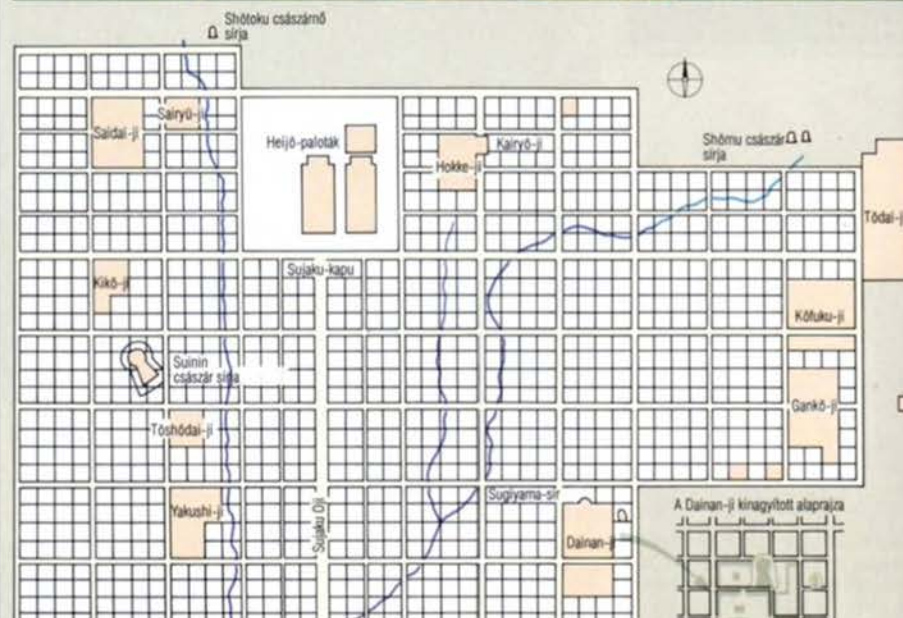 Shōtoku császárnő
sírja
Saidai-ji
Sairyū-ji
Heijō-paloták
Kairyō-ji
Hokke-ji
Shōmu császár
sírja
Tōdai-j
Sujaku-kapu
Kikō-ji
Kōfuku-ji
Suinin
császár sírja
Gankō-ji
Tōshōdai-ji
Yakushi-ji
Sujaku Oji
Sugiyama-sír
Dainan-ji
A Dainan-ji kinagyított alaprajza